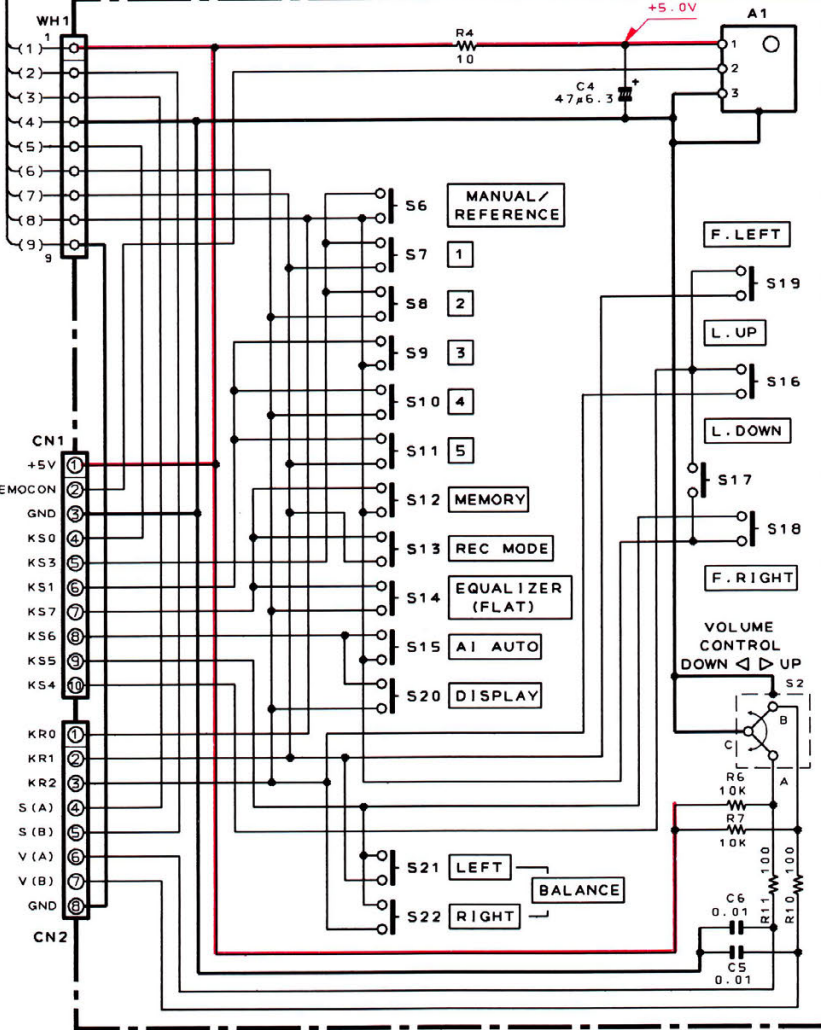 +5.0V
WH1
A1
1
R4
10
(1)
1
(2)
2
C4
47µ6.3
+
(3)
3
(4)
(5)
(6)
(7)
(8)
(9)
9
S6 MANUAL/
REFERENCE
S7 1
F.LEFT
S19
S8 2
L.UP
S9 3
S16
S10 4
L.DOWN
CN1
S11 5
+5V 1
S17
EMOCON 2
S12 MEMORY
GND 3
S18
KS0 4
S13 REC MODE
KS3 5
F.RIGHT
KS1 6
S14 EQUALIZER
(FLAT)
KS7 7
KS6 8
S15 AI AUTO
VOLUME
CONTROL
DOWN ◁ ▷ UP
KS5 9
KS4 10
S20 DISPLAY
S2
B
KR0 1
C
KR1 2
KR2 3
A
R6
10K
S(A) 4
R7
10K
S(B) 5
V(A) 6
S21 LEFT
100
100
V(B) 7
BALANCE
R11
R10
GND 8
S22 RIGHT
C6
0.01
CN2
C5
0.01